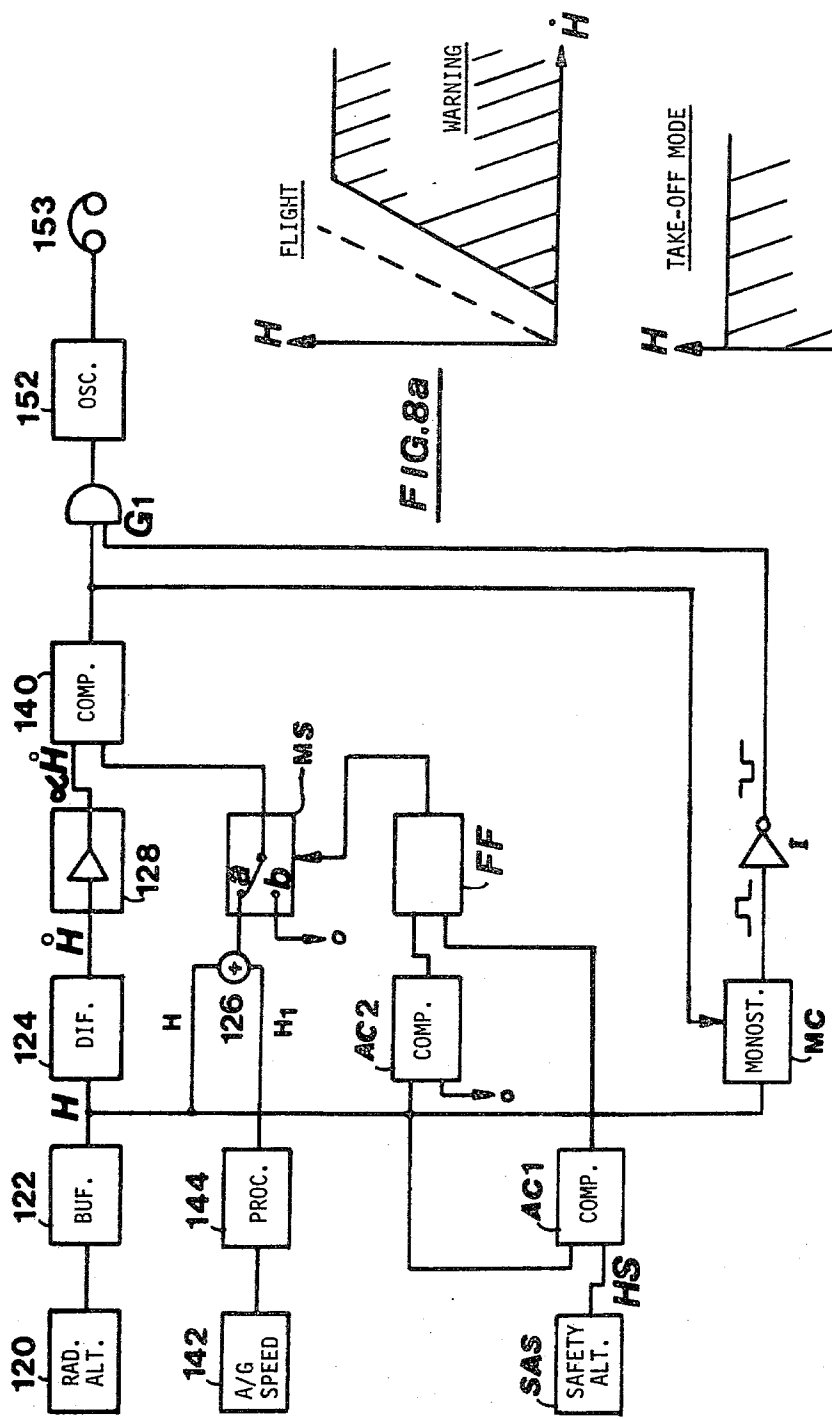 120
RAD.
ALT.
122
BUF.
H
124
DIF.
Ḣ
128
αḢ
140
COMP.
G1
152
OSC.
153
142
A/G
SPEED
144
PROC.
H
H1
126
+
a
b
MS
o
SAS
SAFETY
ALT.
HS
AC1
COMP.
AC2
COMP.
o
FF
MONOST.
MC
I
H
FLIGHT
WARNING
Ḣ
FIG.8a
H
TAKE-OFF MODE